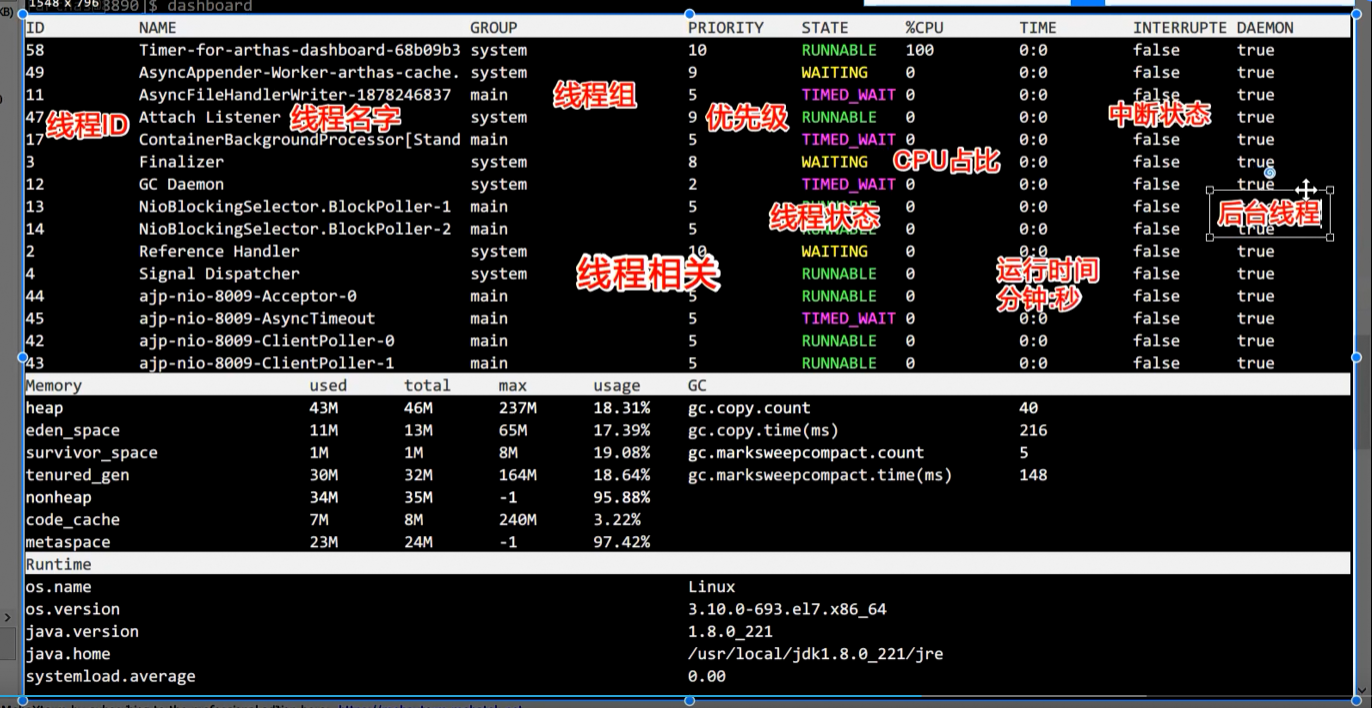 1548 x 796
8890]$ dashboard
ID NAME GROUP PRIORITY STATE %CPU TIME INTERRUPTE DAEMON
58 Timer-for-arthas-dashboard-68b09b3 system 10 RUNNABLE 100 0:0 false true
49 AsyncAppender-Worker-arthas-cache. system 9 WAITING 0 0:0 false true
11 AsyncFileHandlerWriter-1878246837 main 5 TIMED_WAIT 0 0:0 false true
线程组
47 Attach Listener system 9 RUNNABLE 0 0:0 false true
线程ID 线程名字 优先级 中断状态
17 ContainerBackgroundProcessor[Stand main 5 TIMED_WAIT 0 0:0 false true
3 Finalizer system 8 WAITING 0 0:0 false true
CPU占比
12 GC Daemon system 2 TIMED_WAIT 0 0:0 false true
13 NioBlockingSelector.BlockPoller-1 main 5 0 0:0 false
线程状态 后台线程
14 NioBlockingSelector.BlockPoller-2 main 5 RUNNABLE 0 0:0 false true
2 Reference Handler system 10 WAITING 0 0:0 false true
4 Signal Dispatcher system RUNNABLE 0 false true
线程相关 运行时间
44 ajp-nio-8009-Acceptor-0 main 5 RUNNABLE 0 false true
分钟:秒
45 ajp-nio-8009-AsyncTimeout main 5 TIMED_WAIT 0 0:0 false true
42 ajp-nio-8009-ClientPoller-0 main 5 RUNNABLE 0 0:0 false true
43 ajp-nio-8009-ClientPoller-1 main 5 RUNNABLE 0 0:0 false true
Memory used total max usage GC
heap 43M 46M 237M 18.31% gc.copy.count 40
eden_space 11M 13M 65M 17.39% gc.copy.time(ms) 216
survivor_space 1M 1M 8M 19.08% gc.marksweepcompact.count 5
tenured_gen 30M 32M 164M 18.64% gc.marksweepcompact.time(ms) 148
nonheap 34M 35M -1 95.88%
code_cache 7M 8M 240M 3.22%
metaspace 23M 24M -1 97.42%
Runtime
os.name Linux
os.version 3.10.0-693.el7.x86_64
java.version 1.8.0_221
java.home /usr/local/jdk1.8.0_221/jre
systemload.average 0.00